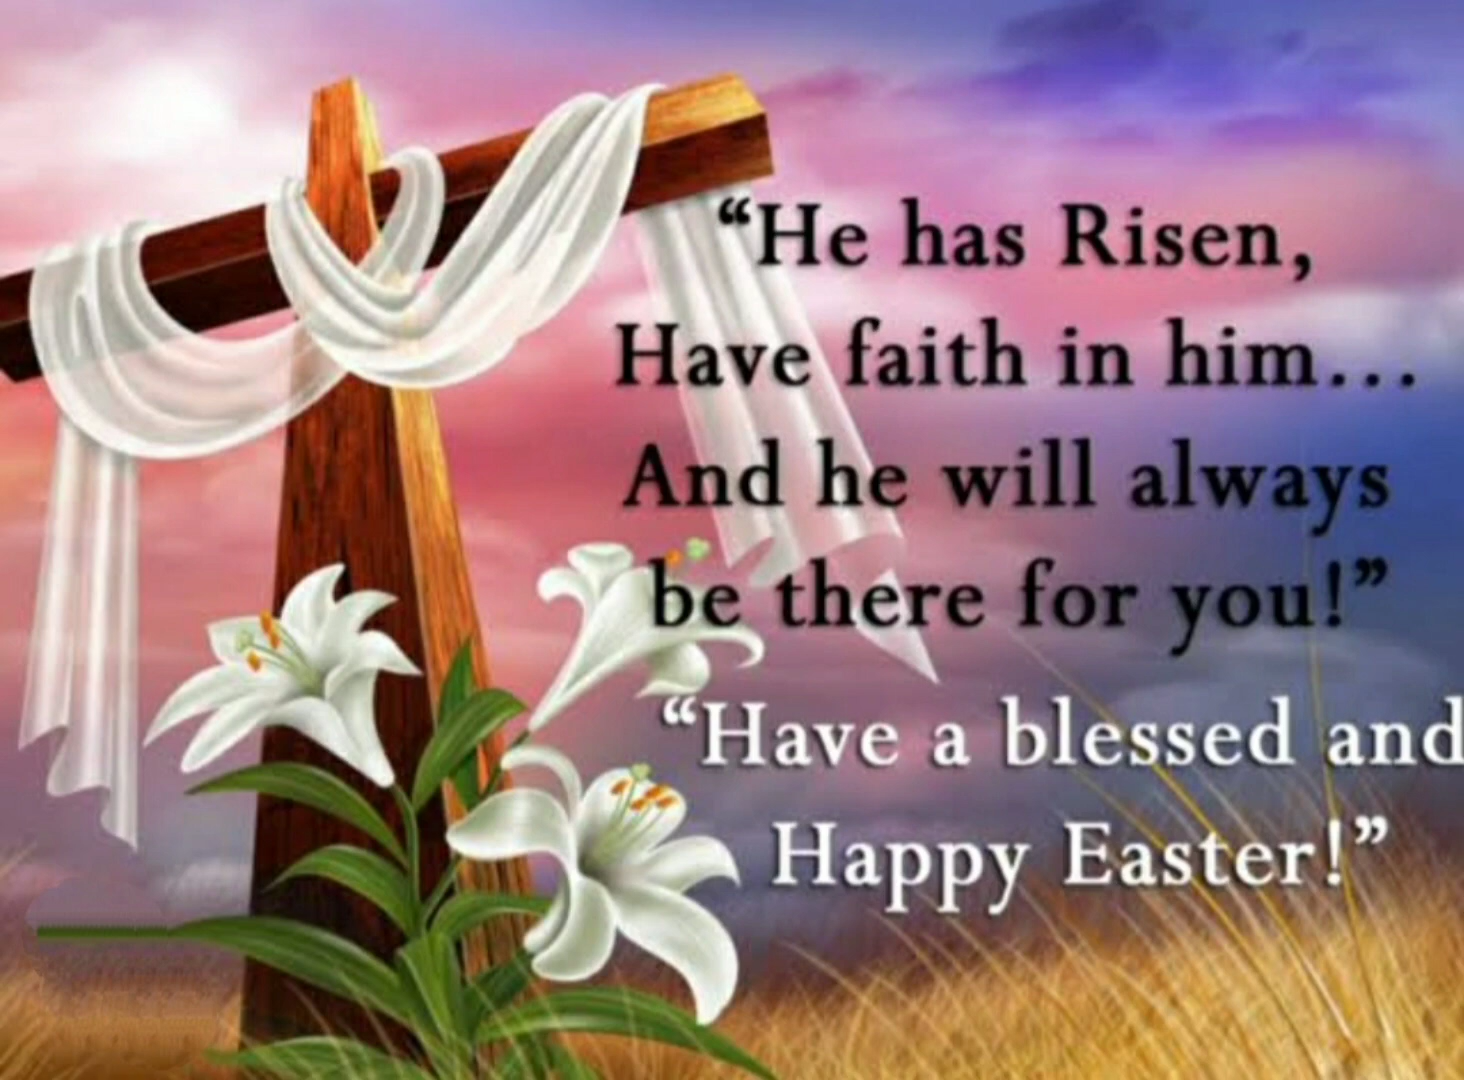 “He has Risen,
Have faith in him...
And he will always
be there for you!”
“Have a blessed and
Happy Easter!”